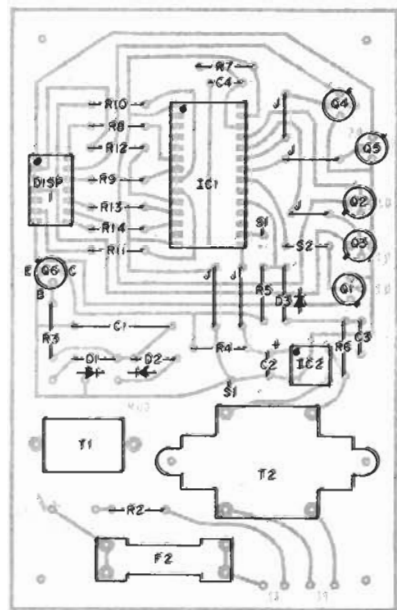 R7
C4
R10
Q4
R8
J
R12
Q5
J
DISP
1
R9
IC1
Q2
R13
J
R14
S1
Q3
R11
S2
E Q6 C
B
J
J
R5
D3
Q1
C1
R3
R4
R6
C3
D1
D2
+
C2
IC2
S1
T1
T2
R2
F2